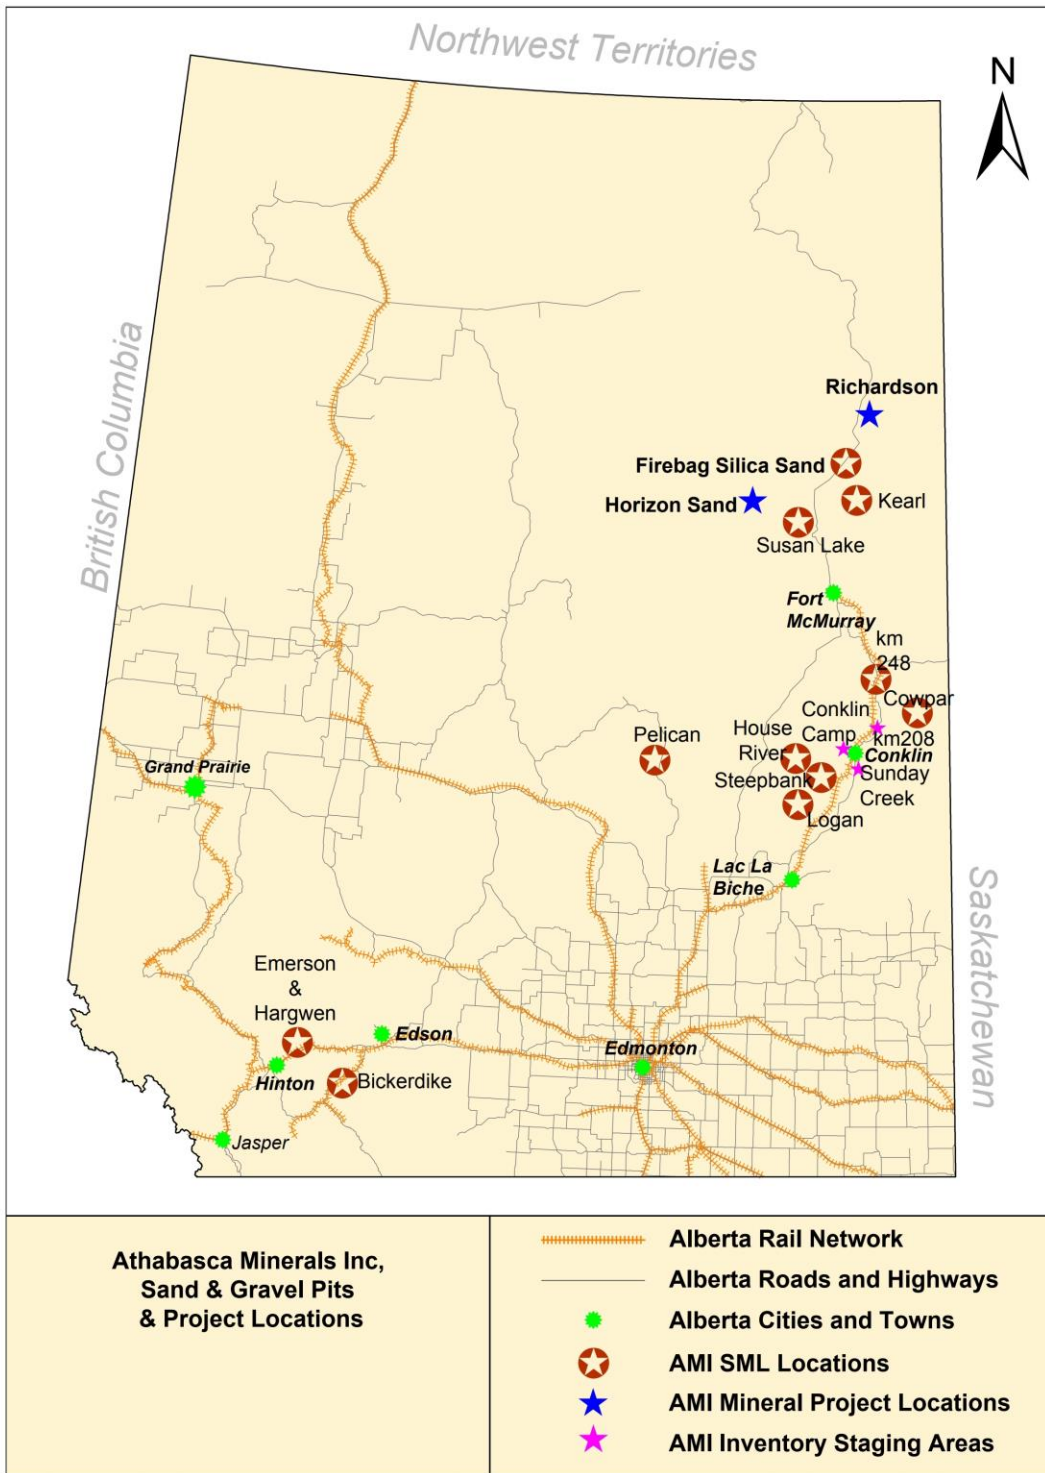 Northwest Territories
N
British Columbia
Richardson
Firebag Silica Sand
Horizon Sand
Kearl
Susan Lake
Fort
McMurray
km
248
Cowpar
Conklin
Camp
km208
Conklin
House
River
Pelican
Steepbank
Sunday
Creek
Logan
Grand Prairie
Lac La
Biche
Saskatchewan
Emerson
&
Hargwen
Edson
Edmonton
Hinton
Bickerdike
Jasper
Athabasca Minerals Inc,
Sand & Gravel Pits
& Project Locations
Alberta Rail Network
Alberta Roads and Highways
Alberta Cities and Towns
AMI SML Locations
AMI Mineral Project Locations
AMI Inventory Staging Areas